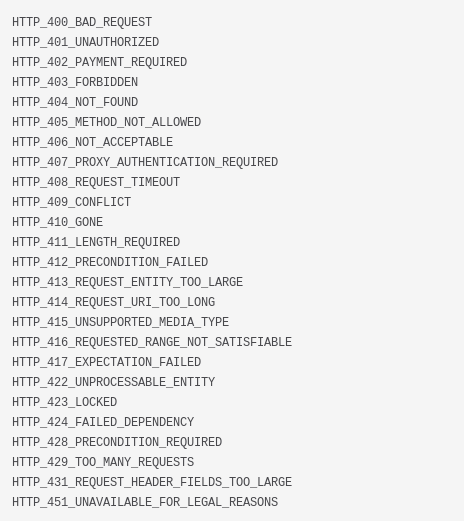 HTTP_400_BAD_REQUEST
HTTP_401_UNAUTHORIZED
HTTP_402_PAYMENT_REQUIRED
HTTP_403_FORBIDDEN
HTTP_404_NOT_FOUND
HTTP_405_METHOD_NOT_ALLOWED
HTTP_406_NOT_ACCEPTABLE
HTTP_407_PROXY_AUTHENTICATION_REQUIRED
HTTP_408_REQUEST_TIMEOUT
HTTP_409_CONFLICT
HTTP_410_GONE
HTTP_411_LENGTH_REQUIRED
HTTP_412_PRECONDITION_FAILED
HTTP_413_REQUEST_ENTITY_TOO_LARGE
HTTP_414_REQUEST_URI_TOO_LONG
HTTP_415_UNSUPPORTED_MEDIA_TYPE
HTTP_416_REQUESTED_RANGE_NOT_SATISFIABLE
HTTP_417_EXPECTATION_FAILED
HTTP_422_UNPROCESSABLE_ENTITY
HTTP_423_LOCKED
HTTP_424_FAILED_DEPENDENCY
HTTP_428_PRECONDITION_REQUIRED
HTTP_429_TOO_MANY_REQUESTS
HTTP_431_REQUEST_HEADER_FIELDS_TOO_LARGE
HTTP_451_UNAVAILABLE_FOR_LEGAL_REASONS